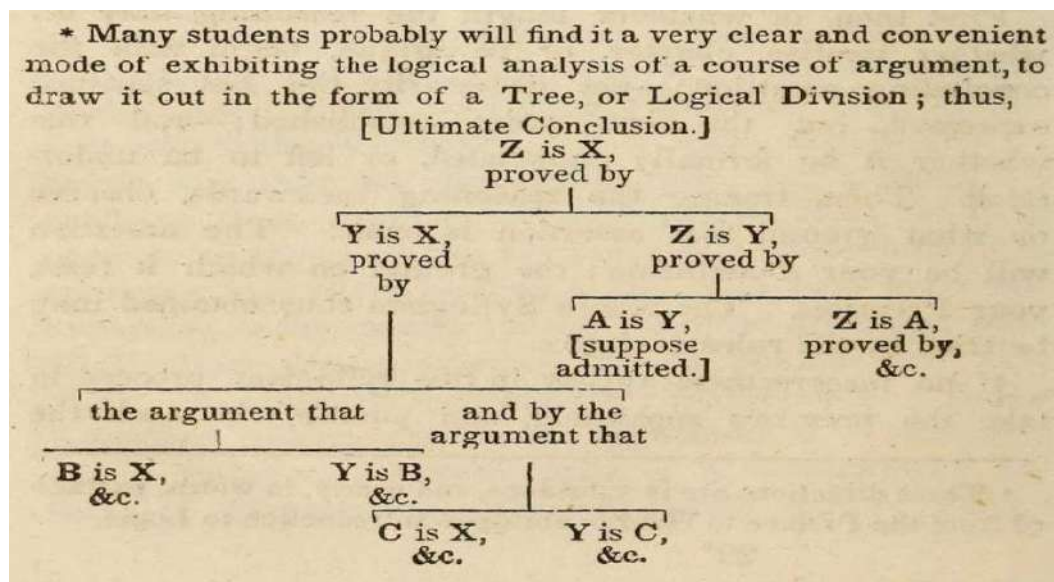 * Many students probably will find it a very clear and convenient
mode of exhibiting the logical analysis of a course of argument, to
draw it out in the form of a Tree, or Logical Division; thus,
[Ultimate Conclusion.]
Z is X,
proved by
Y is X,
proved
by
Z is Y,
proved by
A is Y,
[suppose
admitted.]
Z is A,
proved by,
&c.
the argument that
and by the
argument that
B is X,
&c.
Y is B,
&c.
C is X,
&c.
Y is C,
&c.